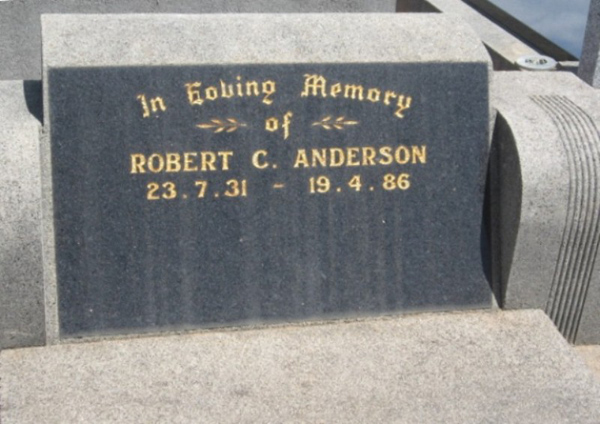 In Loving Memory
of
ROBERT C. ANDERSON
23.7.31 - 19.4.86